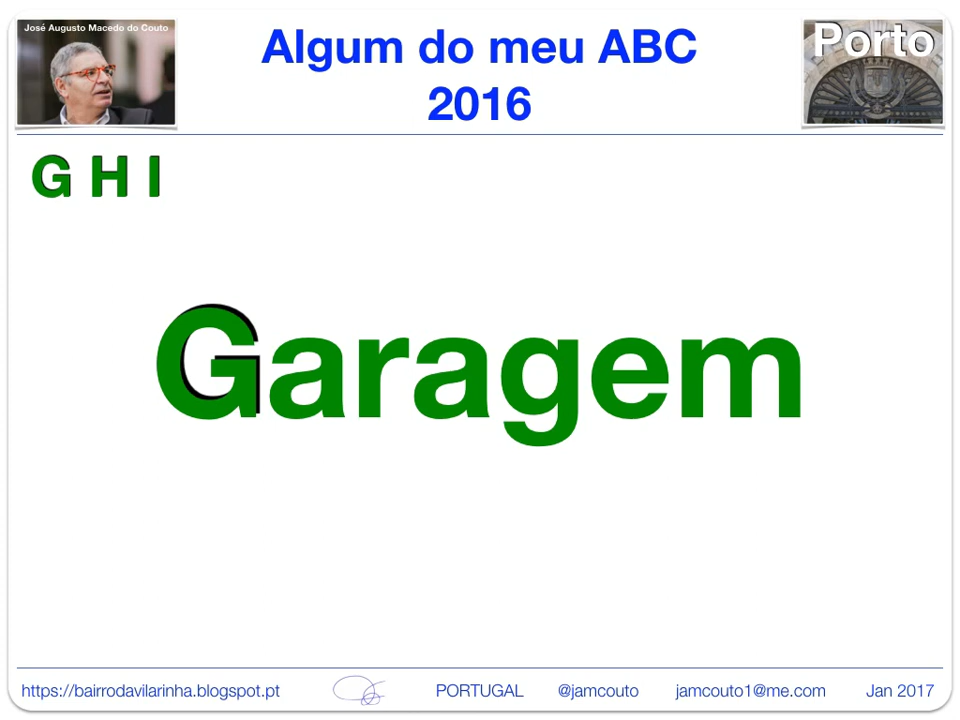 José Augusto Macedo do Couto
Algum do meu ABC
2016
Porto
G H I
Garagem
https://bairrodavilarinha.blogspot.pt PORTUGAL @jamcouto jamcouto1@me.com Jan 2017